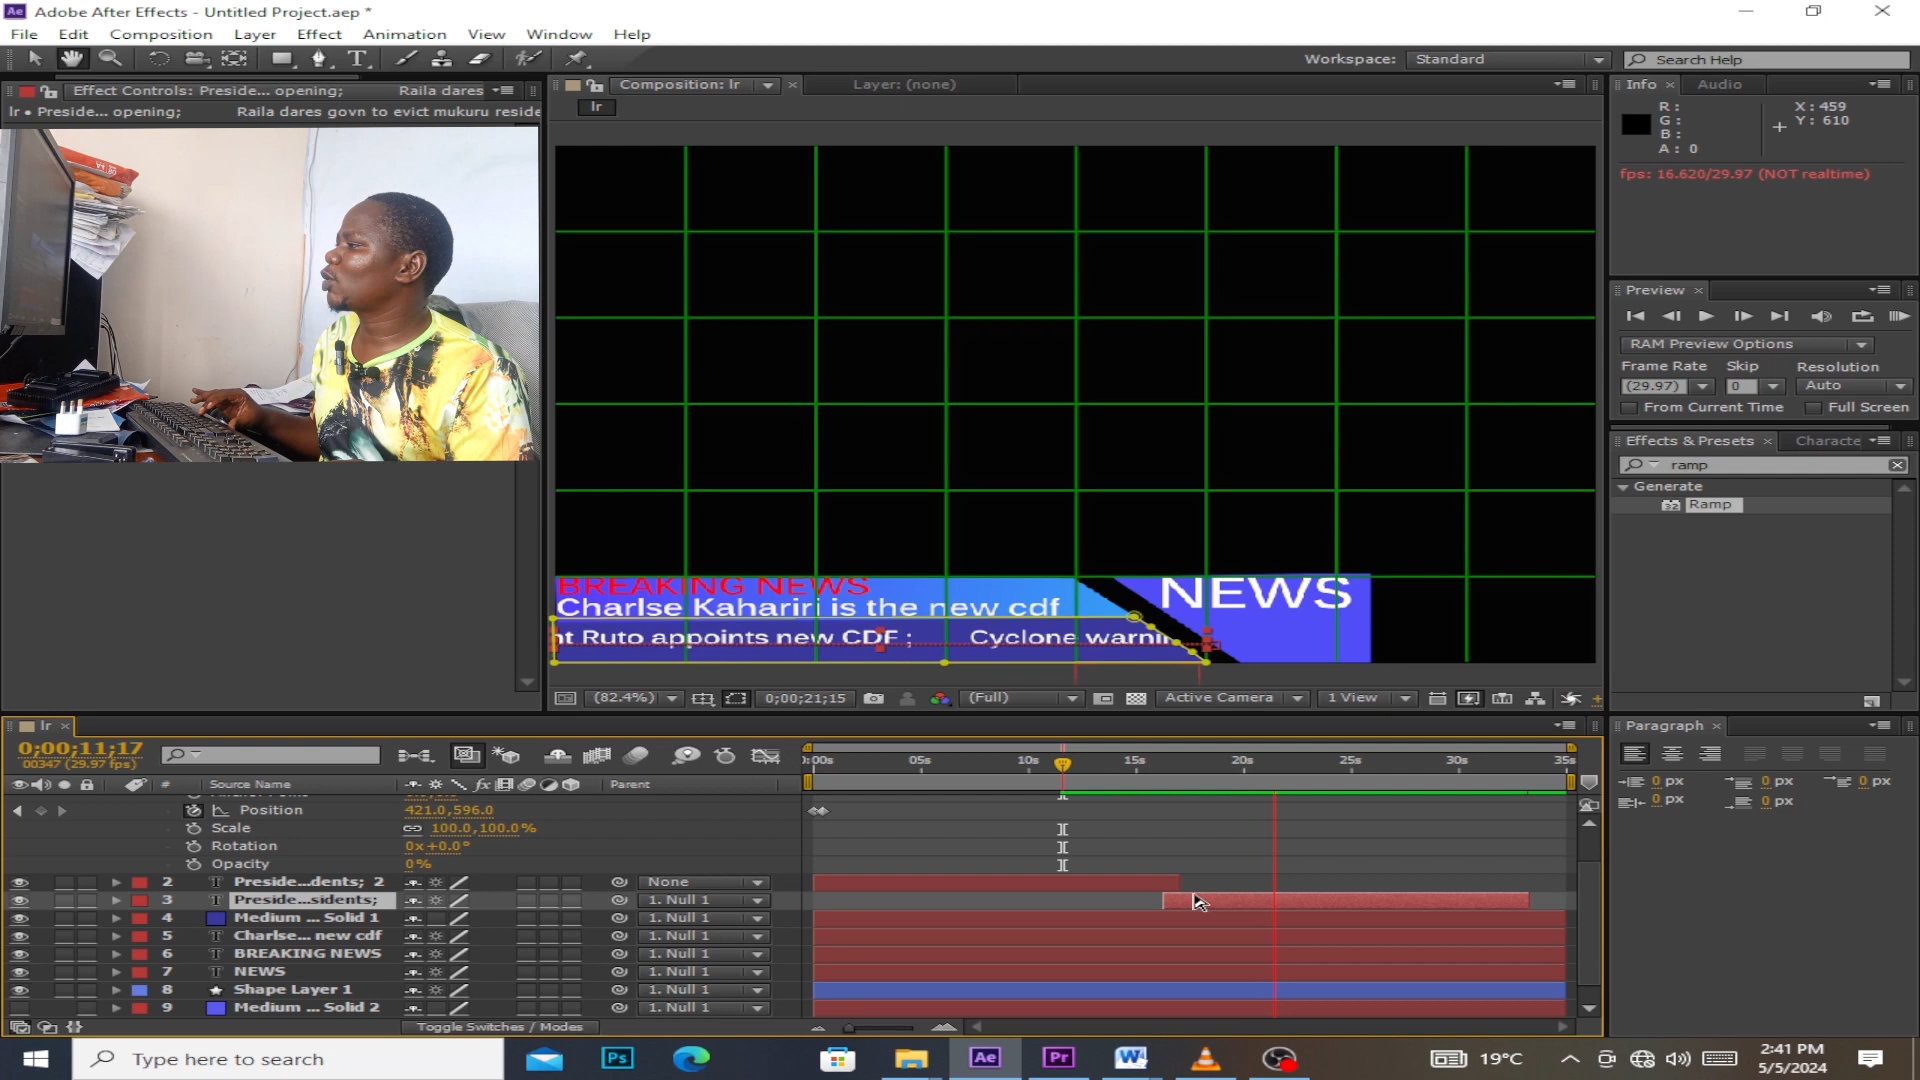 Adobe After Effects - Untitled Project.aep *
File Edit Composition Layer Effect Animation View Window Help
Workspace: Standard
Search Help
Effect Controls: Preside... opening; Raila dares
Ir • Preside... opening; Raila dares govn to evict mukuru reside
Composition: Ir
Layer: (none)
Ir
Info Audio
R:
G:
B:
A: 0
X: 459
Y: 610
fps: 16.620/29.97 (NOT realtime)
Preview
RAM Preview Options
Frame Rate Skip Resolution
(29.97) 0 Auto
From Current Time Full Screen
Effects & Presets Characte
ramp
Generate
32 Ramp
BREAKING NEWS
Charlse Kahariri is the new cdf
nt Ruto appoints new CDF ; Cyclone warnin
NEWS
(82.4%) 0;00;21;15 (Full) Active Camera 1 View
Ir
0;00;11;17
00347 (29.97 fps)
:00s 05s 10s 15s 20s 25s 30s 35s
# Source Name fx Parent
Position 421.0,596.0
Scale 100.0,100.0%
Rotation 0x+0.0°
Opacity 0%
2 T Preside...dents; 2 None
3 T Preside...sidents; 1. Null 1
4 Medium ... Solid 1 1. Null 1
5 T Charlse... new cdf 1. Null 1
6 T BREAKING NEWS 1. Null 1
7 T NEWS 1. Null 1
8 Shape Layer 1 1. Null 1
9 Medium ... Solid 2 1. Null 1
Toggle Switches / Modes
Paragraph
0 px 0 px 0 px
0 px 0 px
Type here to search
Ps Ae Pr W
19°C
2:41 PM
5/5/2024